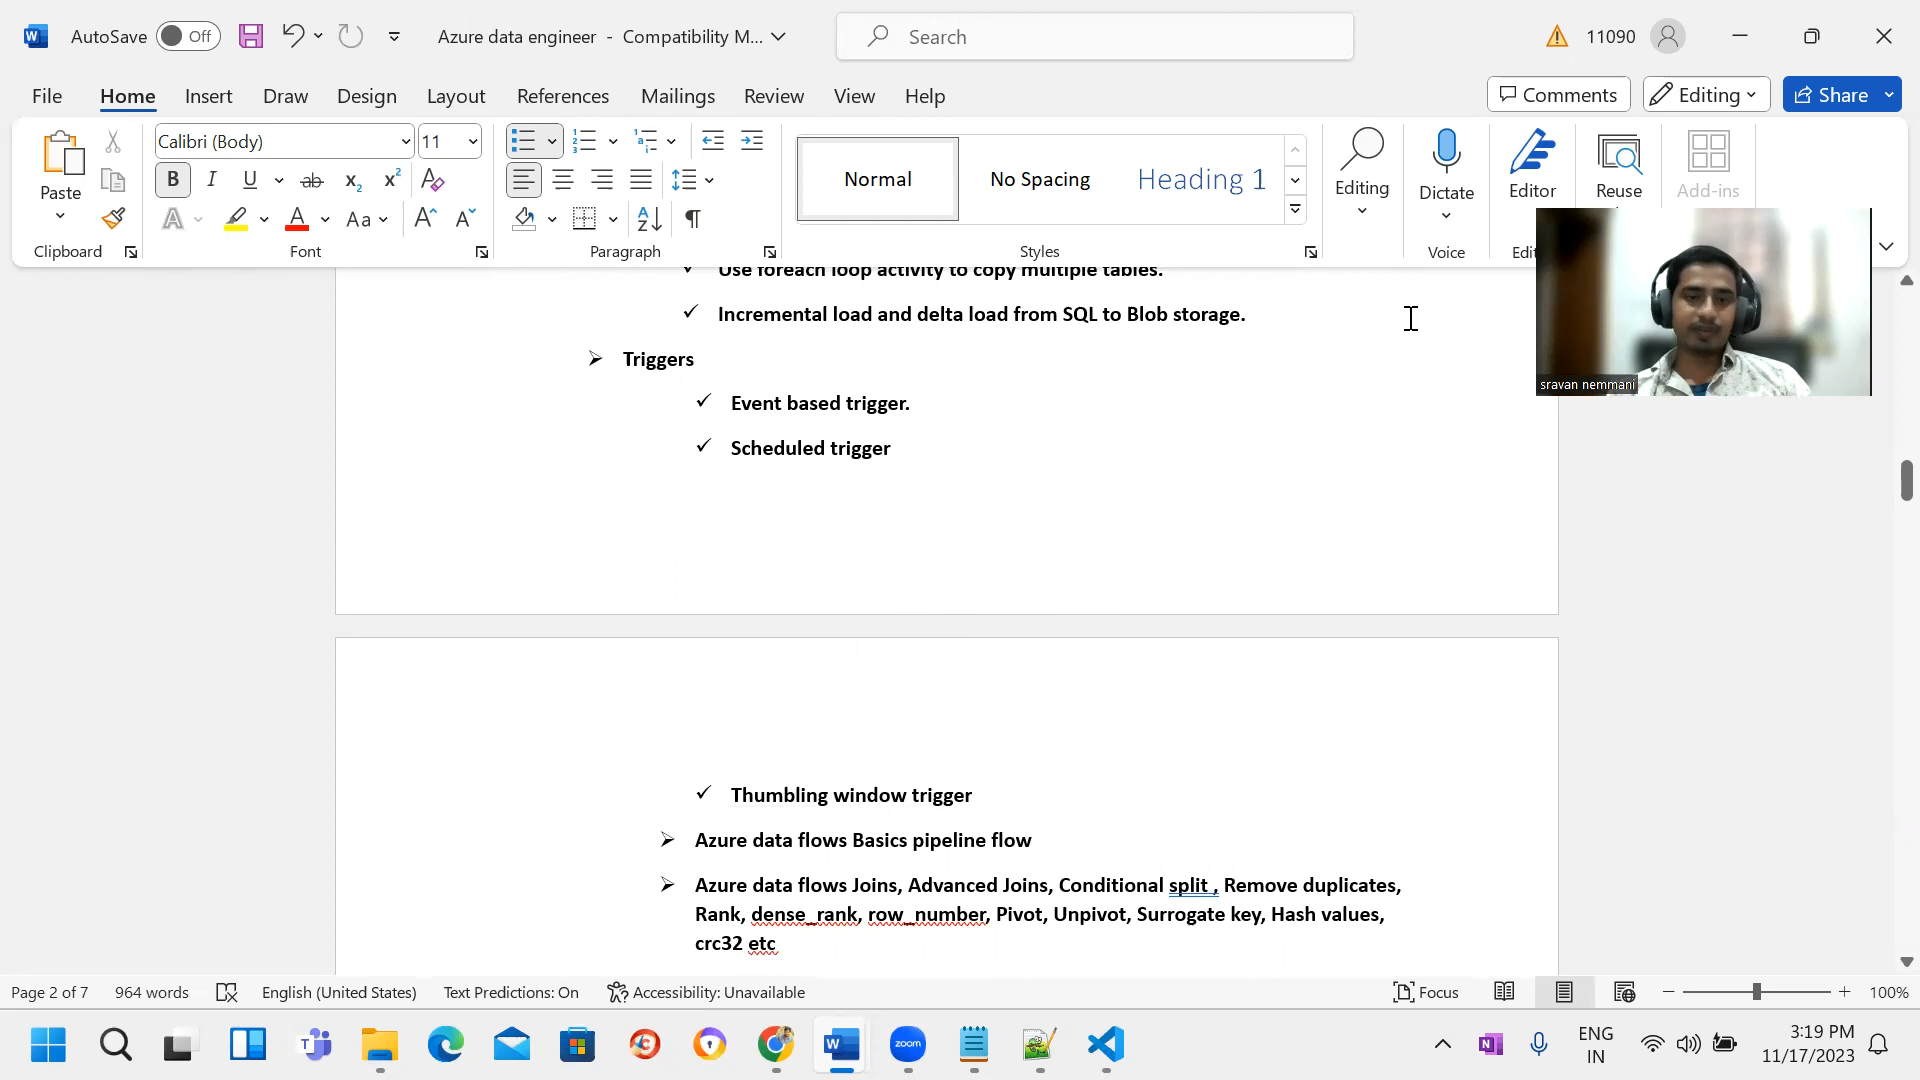 AutoSave Off Azure data engineer - Compatibility M... Search 11090
File Home Insert Draw Design Layout References Mailings Review View Help Comments Editing Share
Paste Calibri (Body) 11 Normal No Spacing Heading 1 Editing Dictate Editor Reuse Add-ins
Clipboard Font Paragraph Styles Voice
sravan nemmani
Use foreach loop activity to copy multiple tables.
Incremental load and delta load from SQL to Blob storage.
Triggers
Event based trigger.
Scheduled trigger
Thumbling window trigger
Azure data flows Basics pipeline flow
Azure data flows Joins, Advanced Joins, Conditional split , Remove duplicates,
Rank, dense_rank, row_number, Pivot, Unpivot, Surrogate key, Hash values,
crc32 etc
Page 2 of 7 964 words English (United States) Text Predictions: On Accessibility: Unavailable Focus 100%
zoom ENG
IN 3:19 PM
11/17/2023